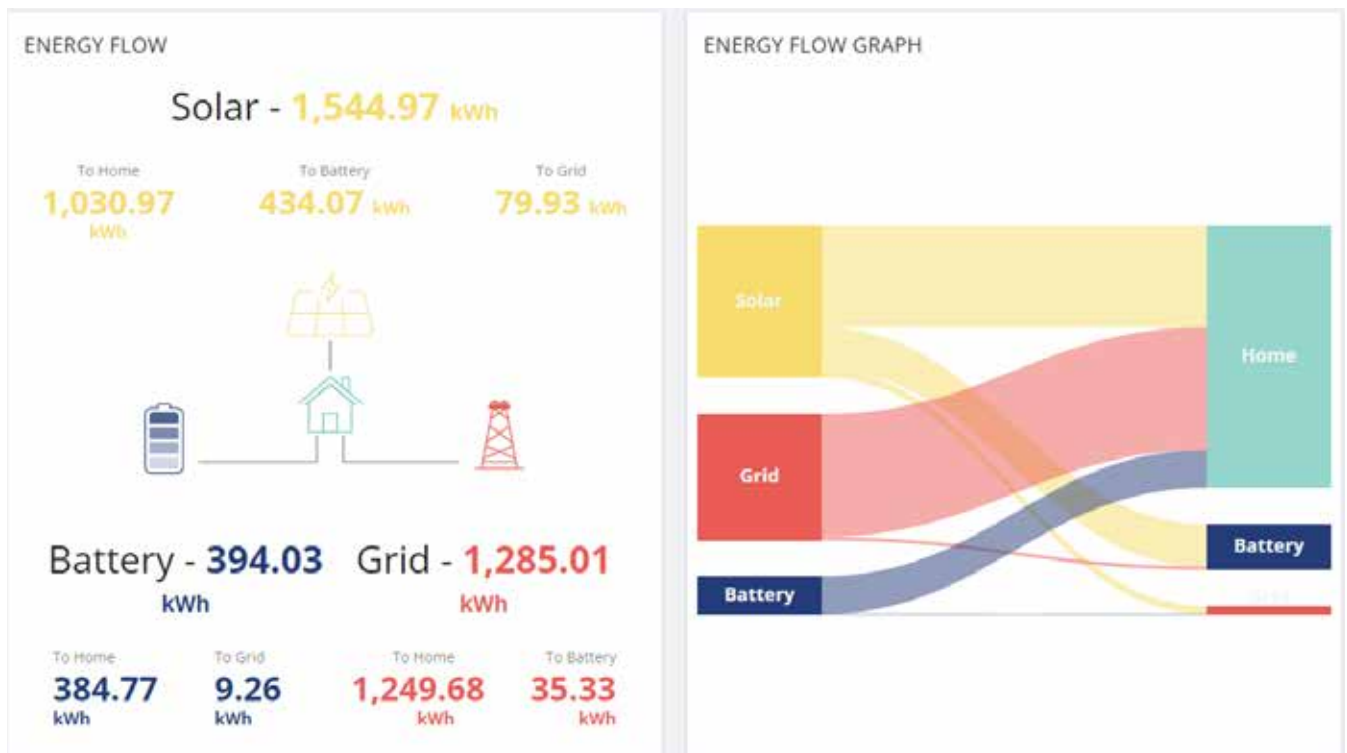 ENERGY FLOW
Solar - 1,544.97 kWh
To Home
1,030.97
kWh
To Battery
434.07 kWh
To Grid
79.93 kWh
Battery - 394.03
kWh
Grid - 1,285.01
kWh
To Home
384.77
kWh
To Grid
9.26
kWh
To Home
1,249.68
kWh
To Battery
35.33
kWh
ENERGY FLOW GRAPH
Solar
Grid
Battery
Home
Battery